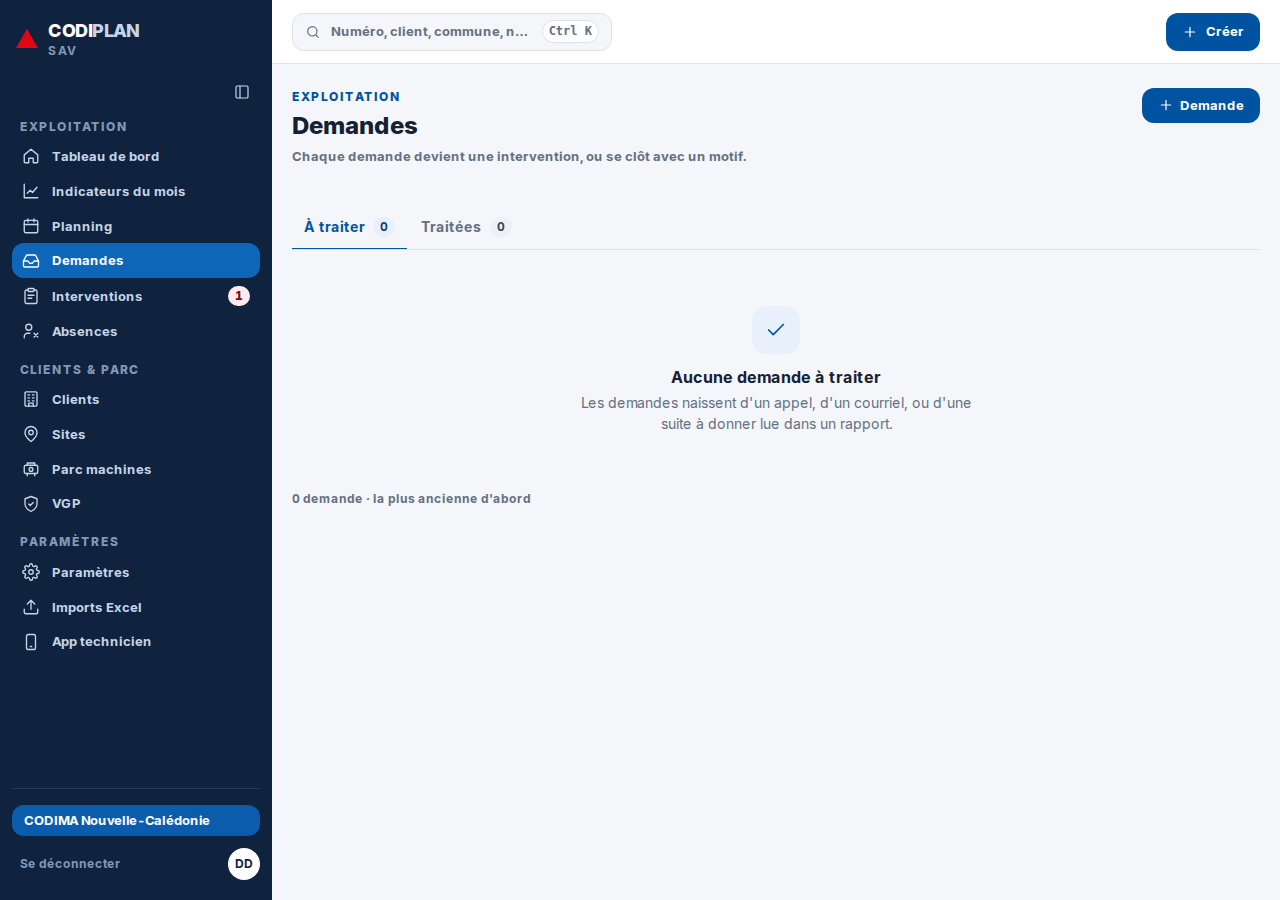 CODIPLAN
SAV
EXPLOITATION
Tableau de bord
Indicateurs du mois
Planning
Demandes
Interventions 1
Absences
CLIENTS & PARC
Clients
Sites
Parc machines
VGP
PARAMÈTRES
Paramètres
Imports Excel
App technicien
CODIMA Nouvelle-Calédonie
Se déconnecter DD
Numéro, client, commune, n... Ctrl K
Créer
EXPLOITATION
Demandes
Chaque demande devient une intervention, ou se clôt avec un motif.
Demande
À traiter 0 Traitées 0
Aucune demande à traiter
Les demandes naissent d'un appel, d'un courriel, ou d'une
suite à donner lue dans un rapport.
0 demande · la plus ancienne d'abord